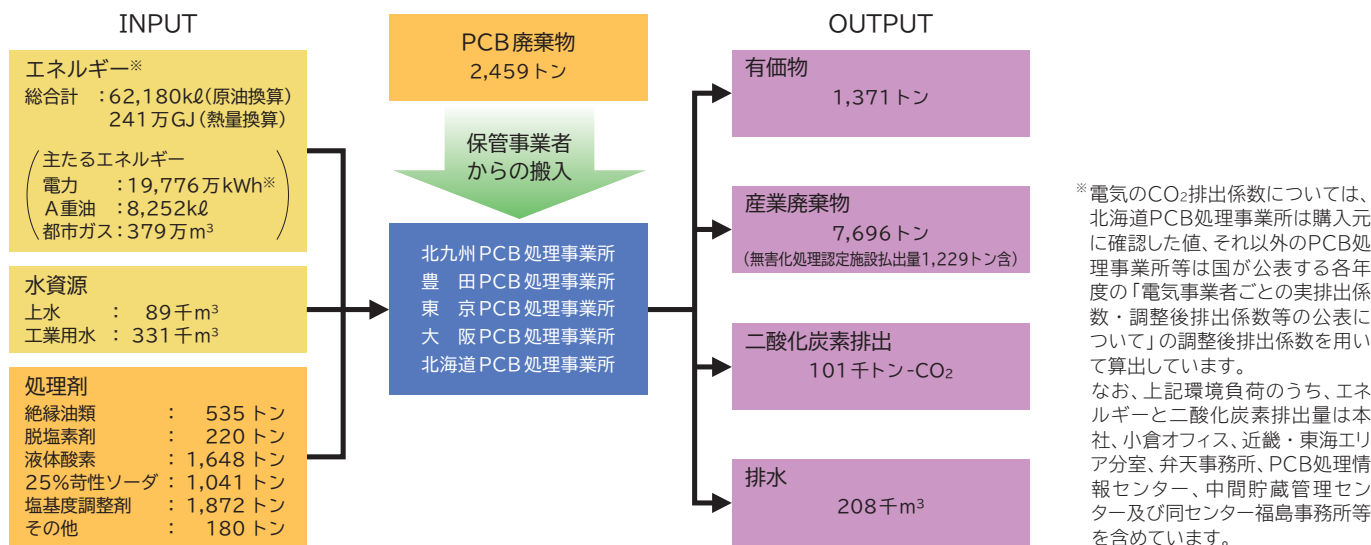 INPUT
エネルギー※
総合計 :62,180kℓ(原油換算)
241万GJ(熱量換算)
主たるエネルギー
電力 :19,776万kWh※
A重油 :8,252kℓ
都市ガス:379万m³
水資源
上水 : 89千m³
工業用水 : 331千m³
処理剤
絶縁油類 : 535トン
脱塩素剤 : 220トン
液体酸素 : 1,648トン
25%苛性ソーダ : 1,041トン
塩基度調整剤 : 1,872トン
その他 : 180トン
PCB廃棄物
2,459トン
保管事業者
からの搬入
北九州PCB処理事業所
豊 田PCB処理事業所
東 京PCB処理事業所
大 阪PCB処理事業所
北海道PCB処理事業所
OUTPUT
有価物
1,371トン
産業廃棄物
7,696トン
(無害化処理認定施設払出量1,229トン含)
二酸化炭素排出
101千トン-CO₂
排水
208千m³
※電気のCO₂排出係数については、
北海道PCB処理事業所は購入元
に確認した値、それ以外のPCB処
理事業所等は国が公表する各年
度の「電気事業者ごとの実排出係
数・調整後排出係数等の公表に
ついて」の調整後排出係数を用い
て算出しています。
なお、上記環境負荷のうち、エネ
ルギーと二酸化炭素排出量は本
社、小倉オフィス、近畿・東海エリ
ア分室、弁天事務所、PCB処理情
報センター、中間貯蔵管理セン
ター及び同センター福島事務所等
を含めています。